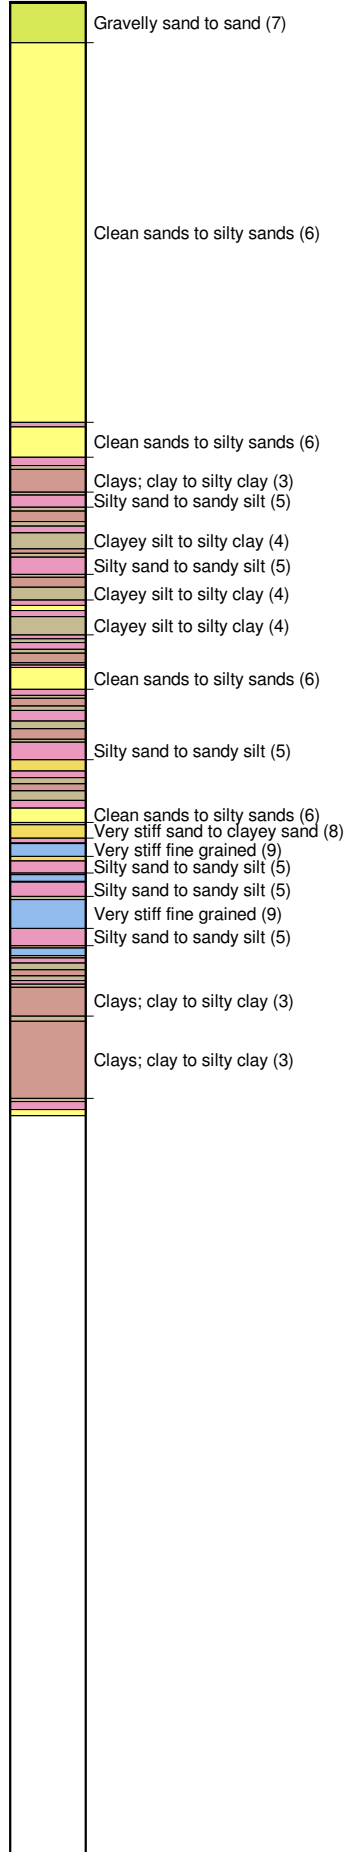 Gravelly sand to sand (7)
Clean sands to silty sands (6)
Clean sands to silty sands (6)
Clays; clay to silty clay (3)
Silty sand to sandy silt (5)
Clayey silt to silty clay (4)
Silty sand to sandy silt (5)
Clayey silt to silty clay (4)
Clayey silt to silty clay (4)
Clean sands to silty sands (6)
Silty sand to sandy silt (5)
Clean sands to silty sands (6)
Very stiff sand to clayey sand (8)
Very stiff fine grained (9)
Silty sand to sandy silt (5)
Silty sand to sandy silt (5)
Very stiff fine grained (9)
Silty sand to sandy silt (5)
Clays; clay to silty clay (3)
Clays; clay to silty clay (3)